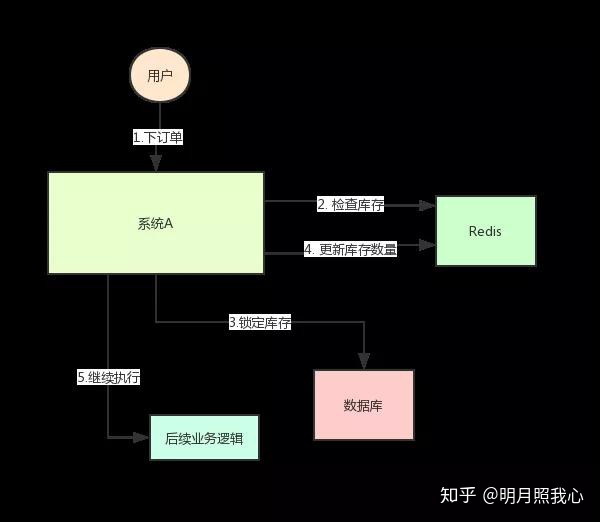 用户
1.下订单
系统A
2. 检查库存
Redis
4. 更新库存数量
3.锁定库存
5.继续执行
数据库
后续业务逻辑
知乎 @明月照我心